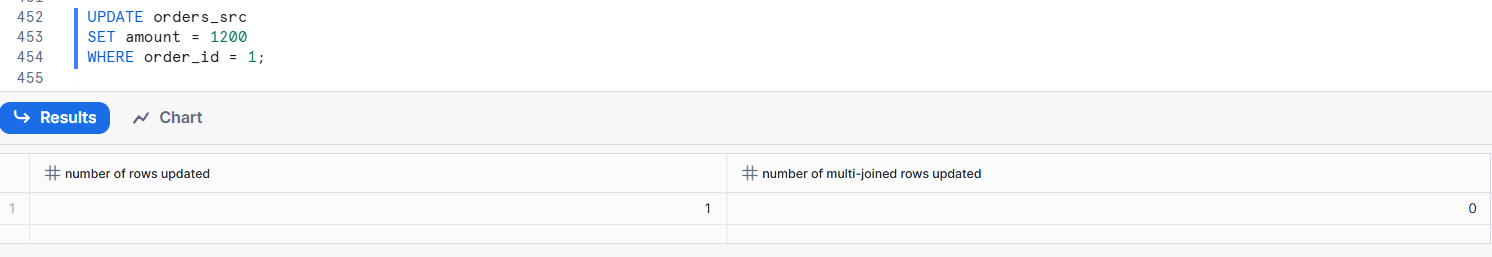 452 UPDATE orders_src
453 SET amount = 1200
454 WHERE order_id = 1;
455
Results Chart
number of rows updated number of multi-joined rows updated
1 1 0